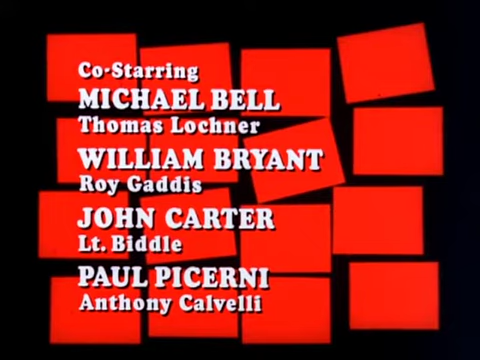 Co-Starring
MICHAEL BELL
Thomas Lochner
WILLIAM BRYANT
Roy Gaddis
JOHN CARTER
Lt. Biddle
PAUL PICERNI
Anthony Calvelli